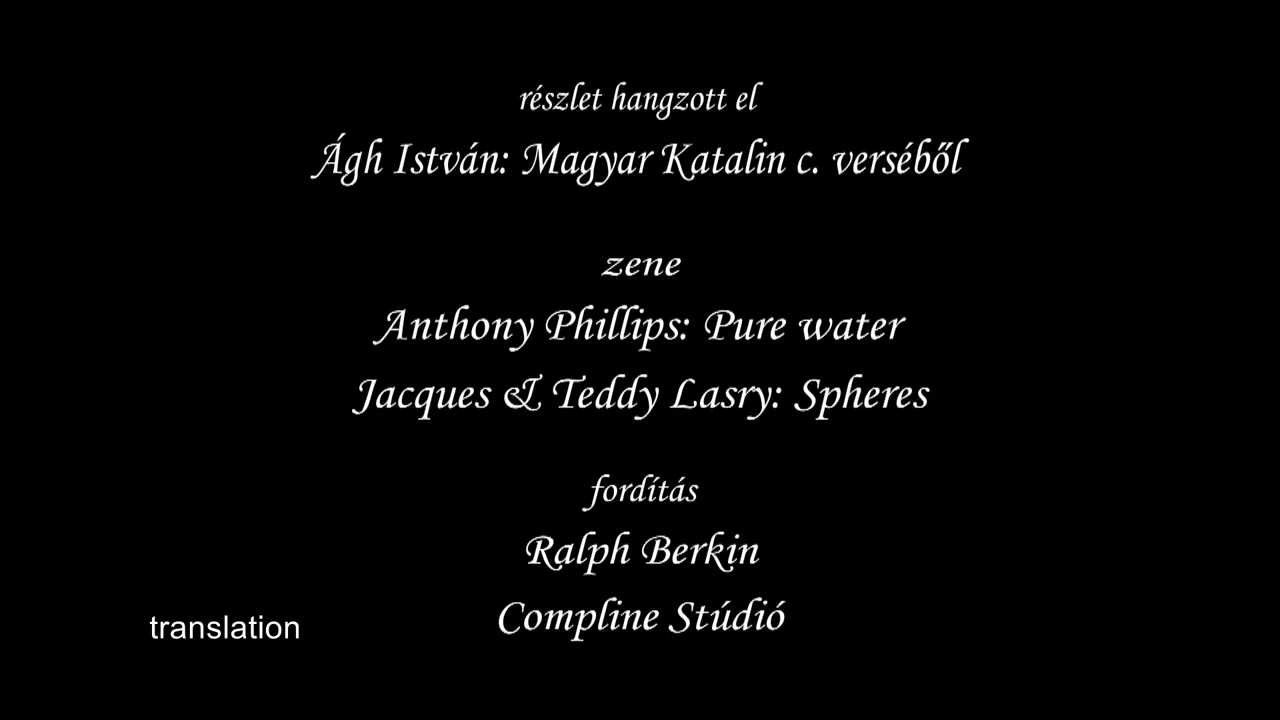 részlet hangzott el
Ágh István: Magyar Katalin c. verséből
zene
Anthony Phillips: Pure water
Jacques & Teddy Lasry: Spheres
fordítás
Ralph Berkin
Compline Stúdió
translation